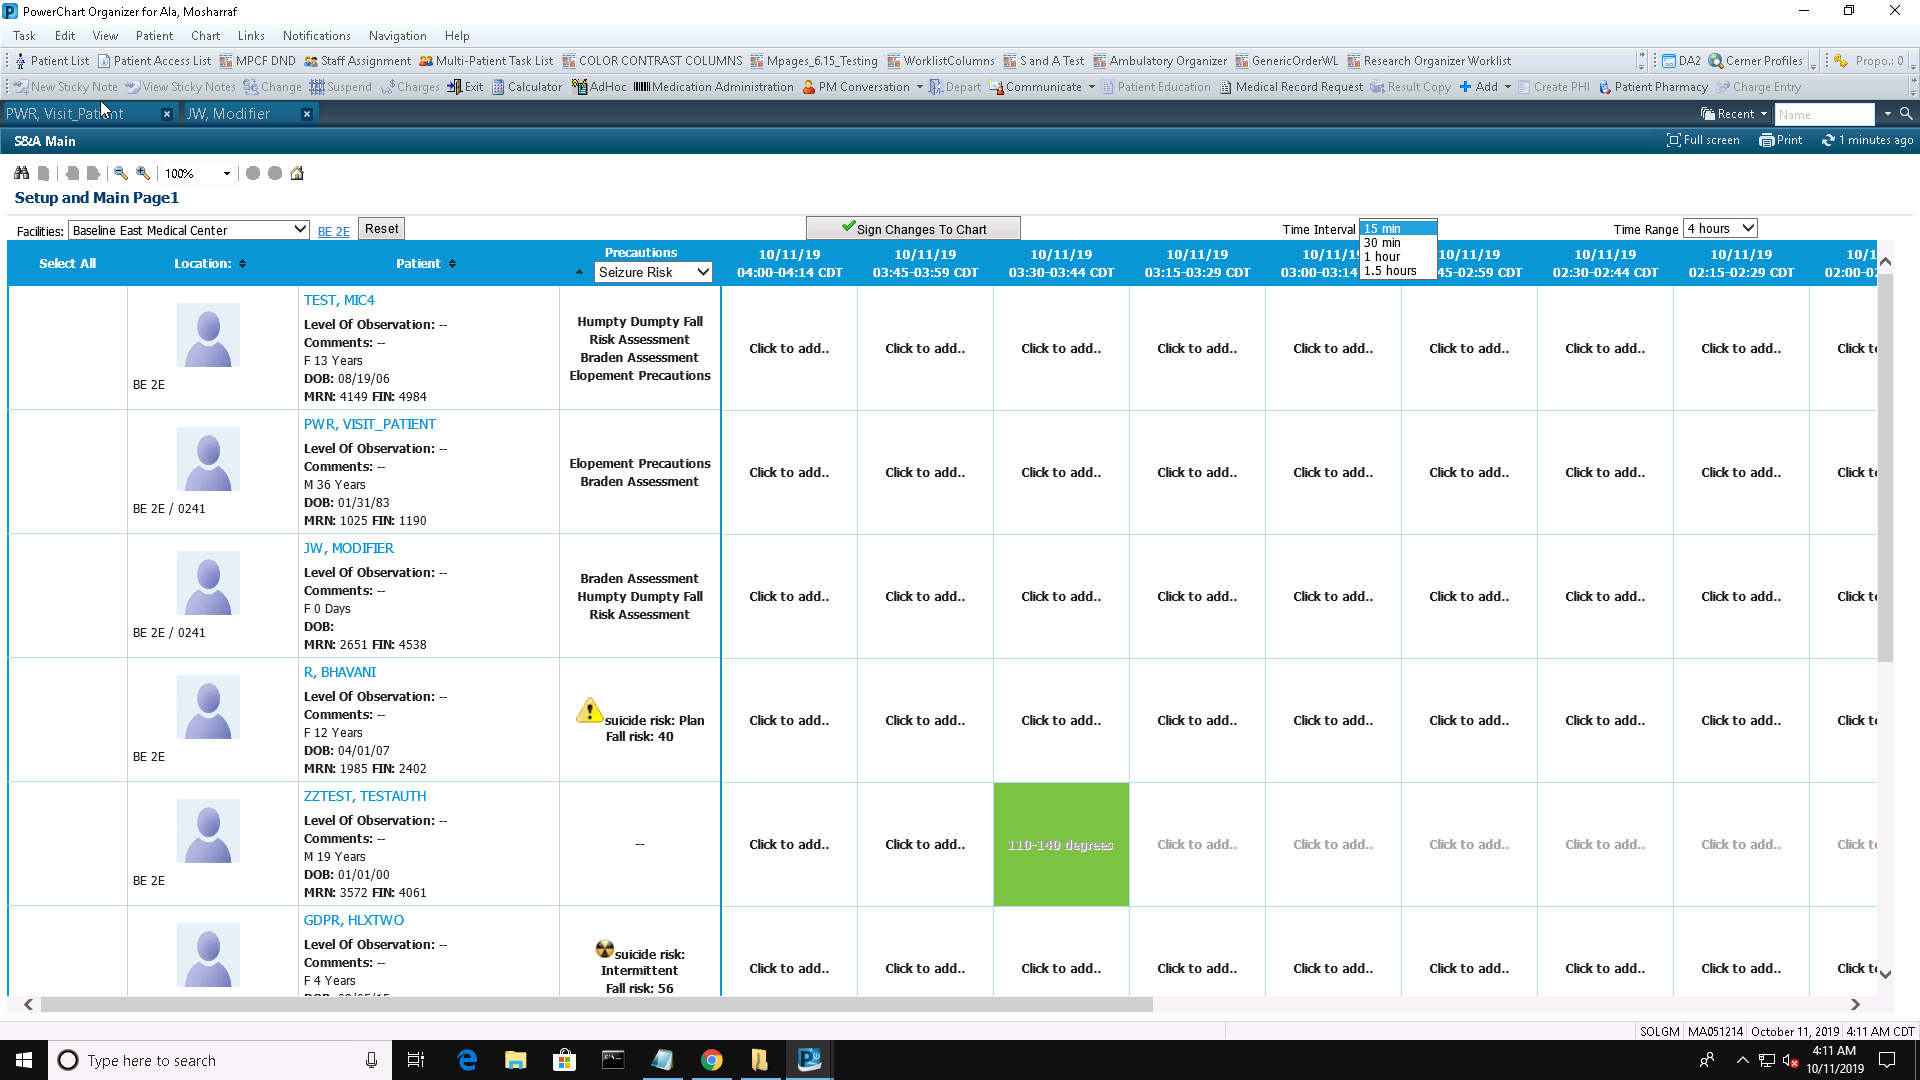 PowerChart Organizer for Ala, Mosharraf
Task Edit View Patient Chart Links Notifications Navigation Help
Patient List Patient Access List MPCF DND Staff Assignment Multi-Patient Task List COLOR CONTRAST COLUMNS Mpages_6.15_Testing WorklistColumns S and A Test Ambulatory Organizer GenericOrderWL Research Organizer Worklist DA2 Cerner Profiles Propo.: 0
New Sticky Note View Sticky Notes Change Suspend Charges Exit Calculator AdHoc Medication Administration PM Conversation Depart Communicate Patient Education Medical Record Request Result Copy Add Create PHI Patient Pharmacy Charge Entry
PWR, Visit_Patient JW, Modifier Recent Name
S&A Main Full screen Print 1 minutes ago
100%
Setup and Main Page1
Facilities: Baseline East Medical Center BE 2E Reset Sign Changes To Chart Time Interval 15 min Time Range 4 hours
30 min
1 hour
1.5 hours
Select All Location: Patient Precautions
Seizure Risk
10/11/19 10/11/19 10/11/19 10/11/19 10/11/19 10/11/19 10/11/19 10/11/19 10/1
04:00-04:14 CDT 03:45-03:59 CDT 03:30-03:44 CDT 03:15-03:29 CDT 03:00-03:14 45-02:59 CDT 02:30-02:44 CDT 02:15-02:29 CDT 02:00-0
TEST, MIC4
Level Of Observation: --
Comments: --
F 13 Years
DOB: 08/19/06
MRN: 4149 FIN: 4984
BE 2E
Humpty Dumpty Fall
Risk Assessment
Braden Assessment
Elopement Precautions
Click to add.. Click to add.. Click to add.. Click to add.. Click to add.. Click to add.. Click to add.. Click to add.. Click t
PWR, VISIT_PATIENT
Level Of Observation: --
Comments: --
M 36 Years
DOB: 01/31/83
MRN: 1025 FIN: 1190
BE 2E / 0241
Elopement Precautions
Braden Assessment
Click to add.. Click to add.. Click to add.. Click to add.. Click to add.. Click to add.. Click to add.. Click to add.. Click t
JW, MODIFIER
Level Of Observation: --
Comments: --
F 0 Days
DOB:
MRN: 2651 FIN: 4538
BE 2E / 0241
Braden Assessment
Humpty Dumpty Fall
Risk Assessment
Click to add.. Click to add.. Click to add.. Click to add.. Click to add.. Click to add.. Click to add.. Click to add.. Click t
R, BHAVANI
Level Of Observation: --
Comments: --
F 12 Years
DOB: 04/01/07
MRN: 1985 FIN: 2402
BE 2E
suicide risk: Plan
Fall risk: 40
Click to add.. Click to add.. Click to add.. Click to add.. Click to add.. Click to add.. Click to add.. Click to add.. Click t
ZZTEST, TESTAUTH
Level Of Observation: --
Comments: --
M 19 Years
DOB: 01/01/00
MRN: 3572 FIN: 4061
BE 2E
--
Click to add.. Click to add.. 110-140 degrees Click to add.. Click to add.. Click to add.. Click to add.. Click to add.. Click t
GDPR, HLXTWO
Level Of Observation: --
Comments: --
F 4 Years
suicide risk:
Intermittent
Fall risk: 56
Click to add.. Click to add.. Click to add.. Click to add.. Click to add.. Click to add.. Click to add.. Click to add.. Click t
SOLGM MA051214 October 11, 2019 4:11 AM CDT
Type here to search
4:11 AM
10/11/2019